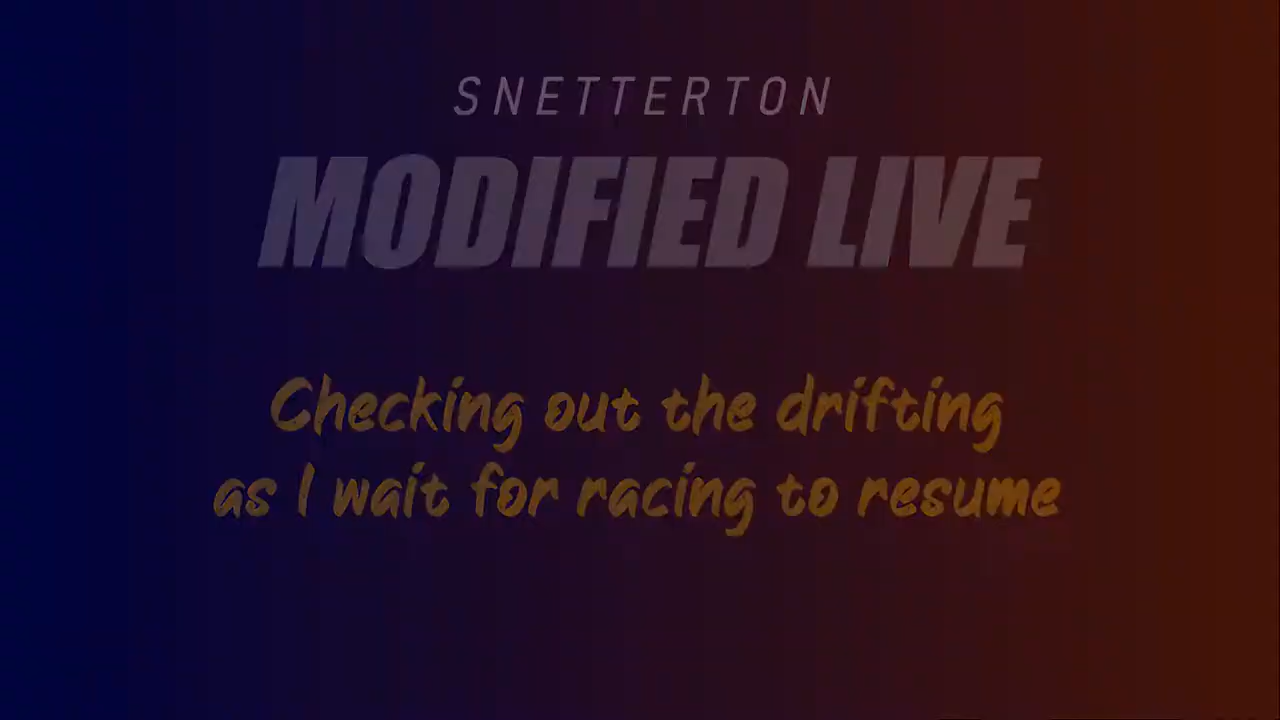 SNETTERTON
MODIFIED LIVE
Checking out the drifting
as I wait for racing to resume